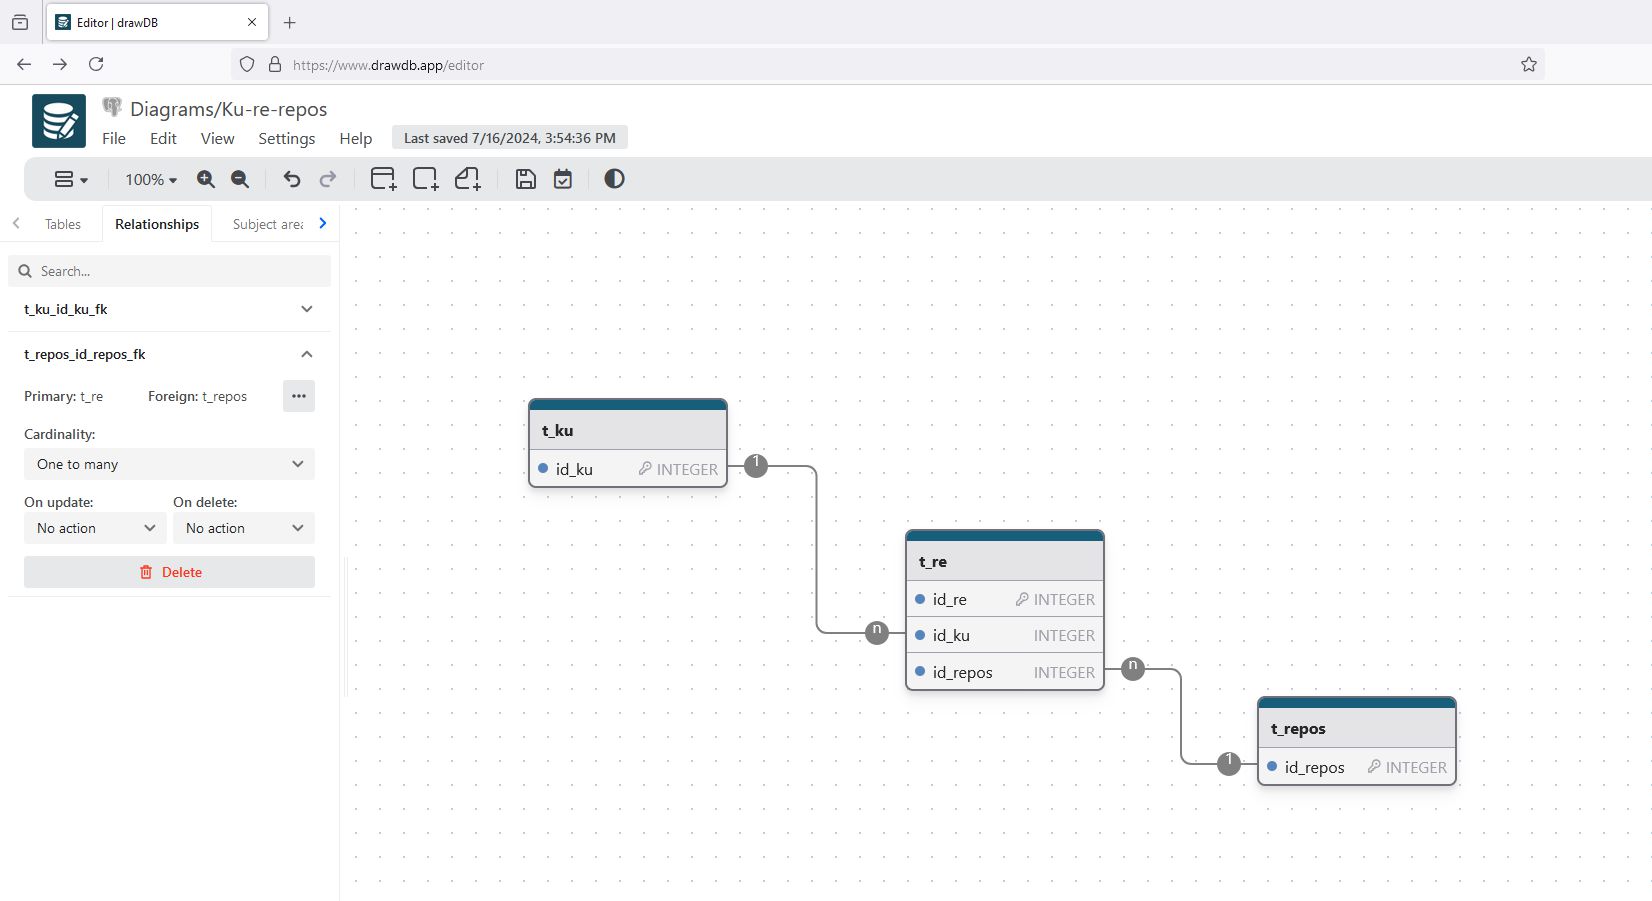 Editor | drawDB
https://www.drawdb.app/editor
Diagrams/Ku-re-repos
File Edit View Settings Help Last saved 7/16/2024, 3:54:36 PM
100%
Tables Relationships Subject area
Search...
t_ku_id_ku_fk
t_repos_id_repos_fk
Primary: t_re Foreign: t_repos
Cardinality:
One to many
On update: On delete:
No action No action
Delete
t_ku
id_ku INTEGER
1
n
t_re
id_re INTEGER
id_ku INTEGER
id_repos INTEGER
n
1
t_repos
id_repos INTEGER